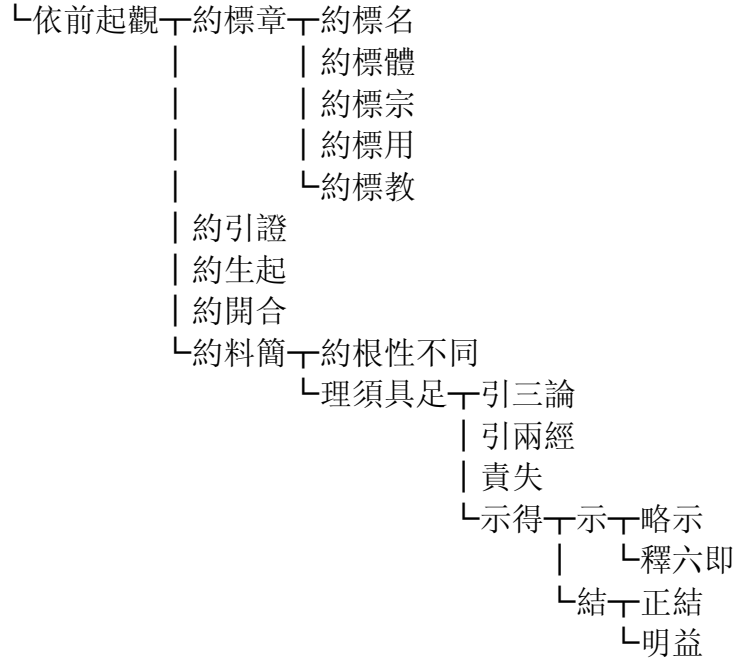 └依前起觀┬約標章┬約標名
│ │約標體
│ │約標宗
│ │約標用
│ └約標教
│約引證
│約生起
│約開合
└約料簡┬約根性不同
└理須具足┬引三論
│引兩經
│責失
└示得┬示┬略示
│ └釋六即
└結┬正結
└明益